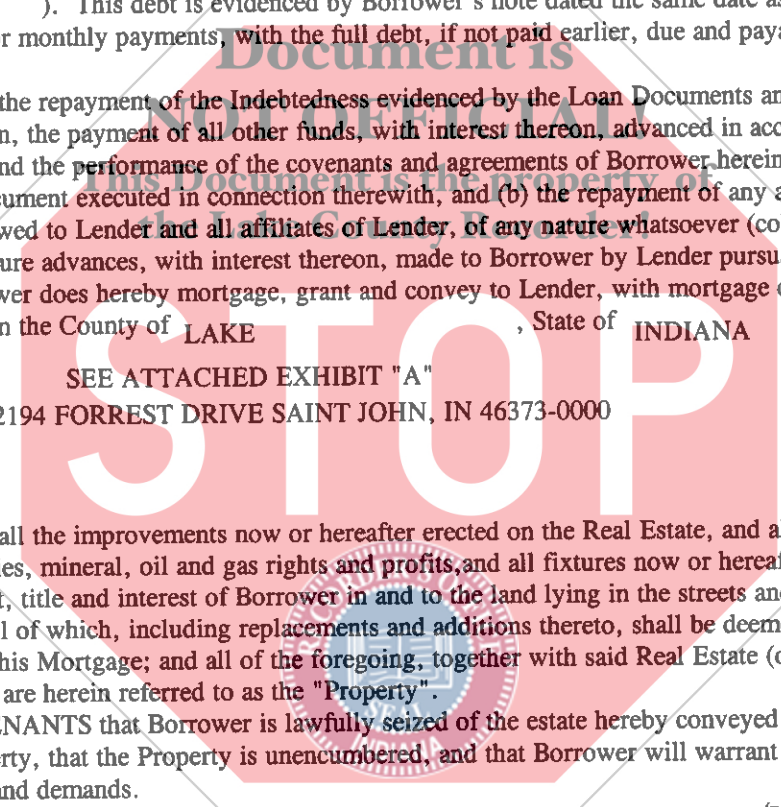 ). This debt is evidenced by Borrower's note dated the same date as
r monthly payments, with the full debt, if not paid earlier, due and paya
Document is
the repayment of the Indebtedness evidenced by the Loan Documents an
NOT OFFICIAL!
n, the payment of all other funds, with interest thereon, advanced in acc
nd the performance of the covenants and agreements of Borrower herein
This Document is the property of
cument executed in connection therewith, and (b) the repayment of any a
the Lake County Recorder!
wed to Lender and all affiliates of Lender, of any nature whatsoever (co
ure advances, with interest thereon, made to Borrower by Lender pursu
wer does hereby mortgage, grant and convey to Lender, with mortgage c
n the County of LAKE , State of INDIANA
STOP
SEE ATTACHED EXHIBIT "A"
2194 FORREST DRIVE SAINT JOHN, IN 46373-0000
all the improvements now or hereafter erected on the Real Estate, and a
es, mineral, oil and gas rights and profits,and all fixtures now or hereaf
t, title and interest of Borrower in and to the land lying in the streets an
l of which, including replacements and additions thereto, shall be deem
his Mortgage; and all of the foregoing, together with said Real Estate (o
are herein referred to as the "Property".
SEAL
ENANTS that Borrower is lawfully seized of the estate hereby conveyed
erty, that the Property is unencumbered, and that Borrower will warrant
and demands.